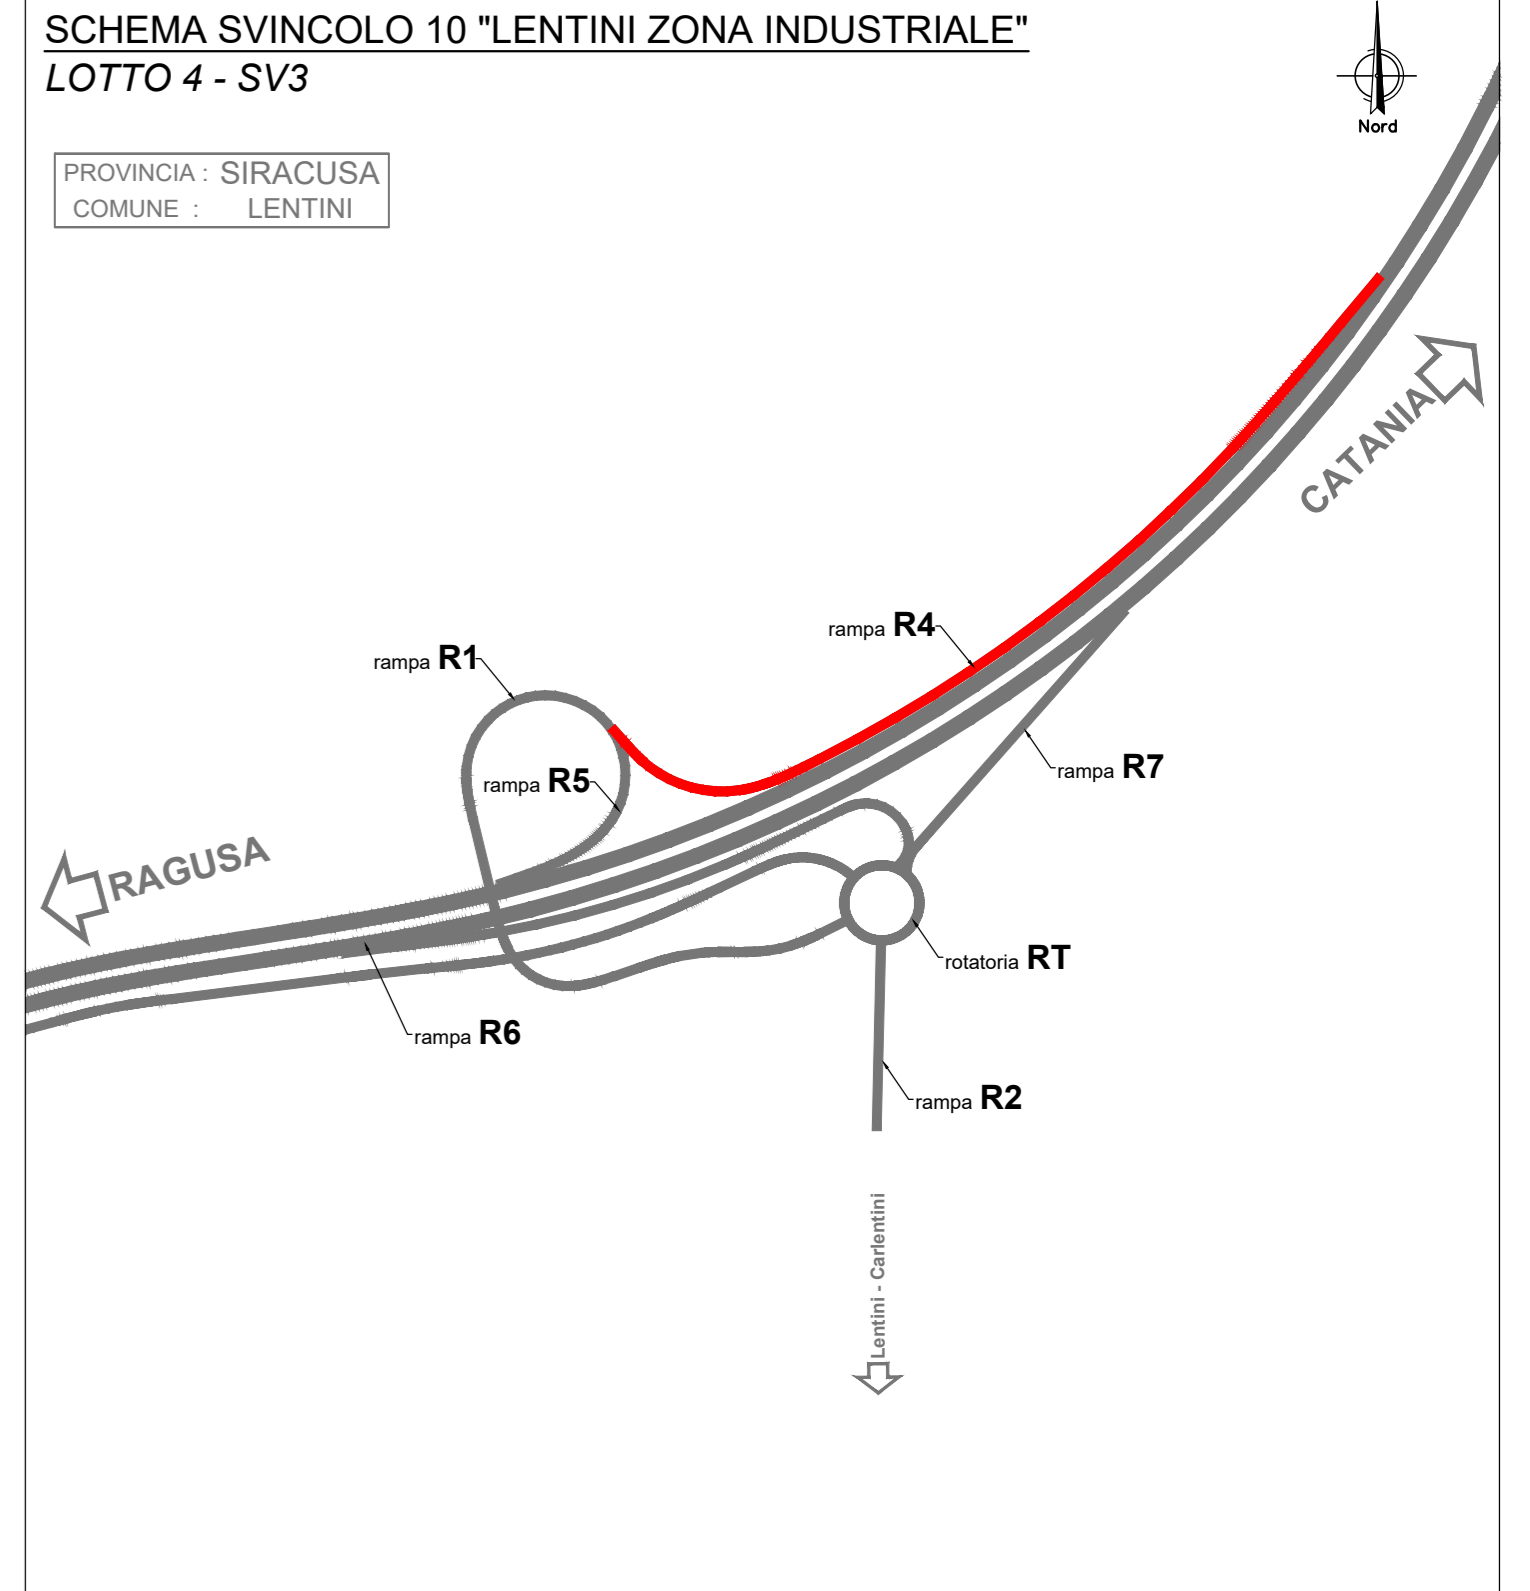 SCHEMA SVINCOLO 10 "LENTINI ZONA INDUSTRIALE"
LOTTO 4 - SV3
Nord
PROVINCIA : SIRACUSA
COMUNE : LENTINI
CATANIA
rampa R4
rampa R1
rampa R7
rampa R5
RAGUSA
rotatoria RT
rampa R6
rampa R2
Lentini - Carlentini